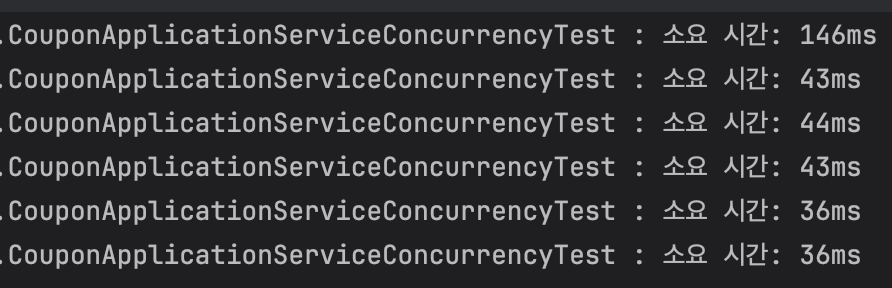 .CouponApplicationServiceConcurrencyTest : 소요 시간: 146ms
.CouponApplicationServiceConcurrencyTest : 소요 시간: 43ms
.CouponApplicationServiceConcurrencyTest : 소요 시간: 44ms
.CouponApplicationServiceConcurrencyTest : 소요 시간: 43ms
.CouponApplicationServiceConcurrencyTest : 소요 시간: 36ms
.CouponApplicationServiceConcurrencyTest : 소요 시간: 36ms